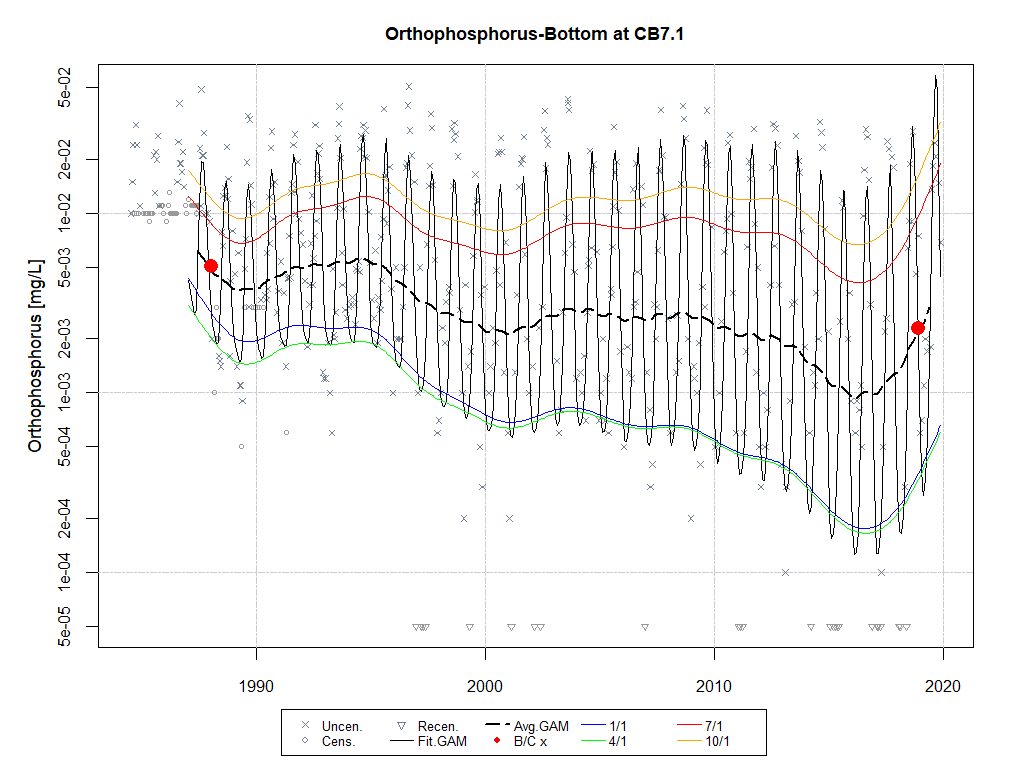 Orthophosphorus-Bottom at CB7.1
Orthophosphorus [mg/L]
5e-02
2e-02
1e-02
5e-03
2e-03
1e-03
5e-04
2e-04
1e-04
5e-05
1990 2000 2010 2020
Uncen. Recen. Avg.GAM 1/1 7/1
Cens. Fit.GAM B/C x 4/1 10/1